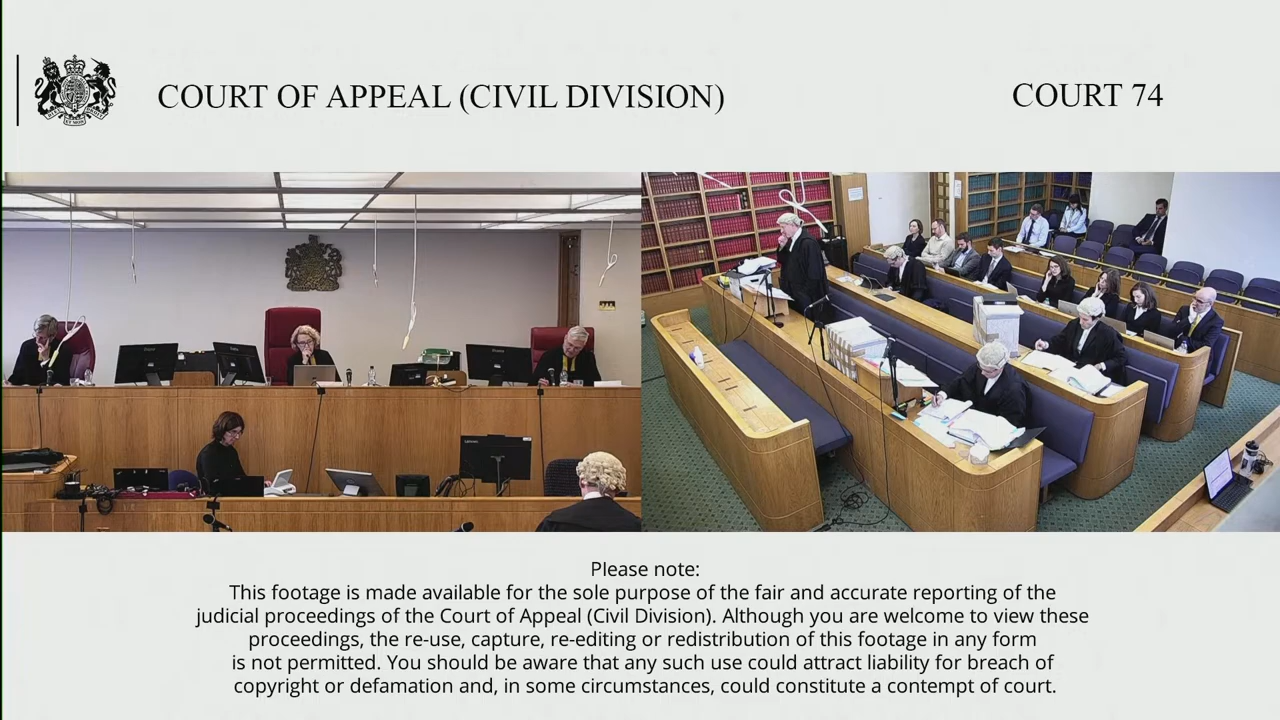 COURT OF APPEAL (CIVIL DIVISION)
COURT 74
Please note:
This footage is made available for the sole purpose of the fair and accurate reporting of the
judicial proceedings of the Court of Appeal (Civil Division). Although you are welcome to view these
proceedings, the re-use, capture, re-editing or redistribution of this footage in any form
is not permitted. You should be aware that any such use could attract liability for breach of
copyright or defamation and, in some circumstances, could constitute a contempt of court.